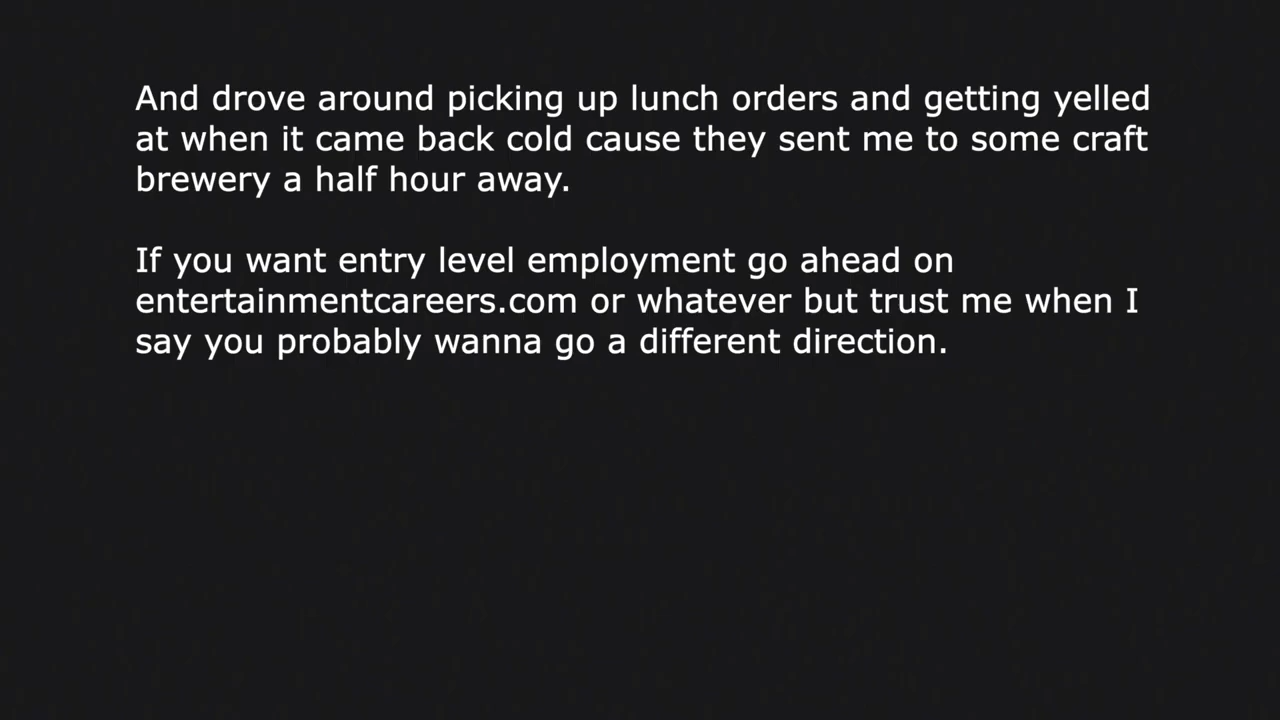 And drove around picking up lunch orders and getting yelled
at when it came back cold cause they sent me to some craft
brewery a half hour away.
If you want entry level employment go ahead on
entertainmentcareers.com or whatever but trust me when I
say you probably wanna go a different direction.